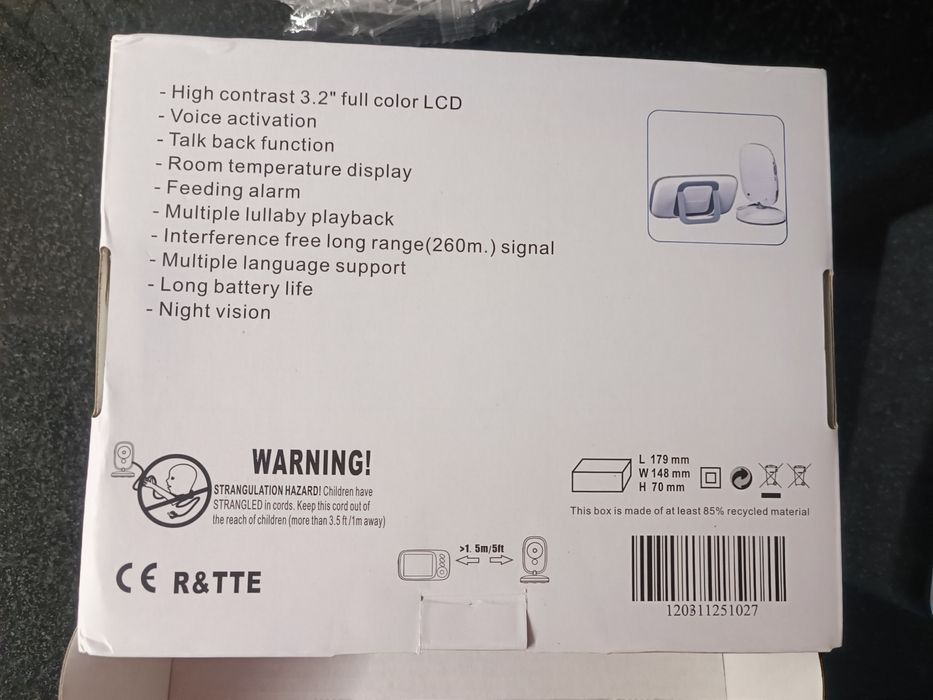 - High contrast 3.2" full color LCD
- Voice activation
- Talk back function
- Room temperature display
- Feeding alarm
- Multiple lullaby playback
- Interference free long range(260m.) signal
- Multiple language support
- Long battery life
- Night vision
WARNING!
STRANGULATION HAZARD! Children have
STRANGLED in cords. Keep this cord out of
the reach of children (more than 3.5 ft /1m away)
CE R&TTE
>1. 5m/5ft
L 179 mm
W 148 mm
H 70 mm
This box is made of at least 85% recycled material
120311251027